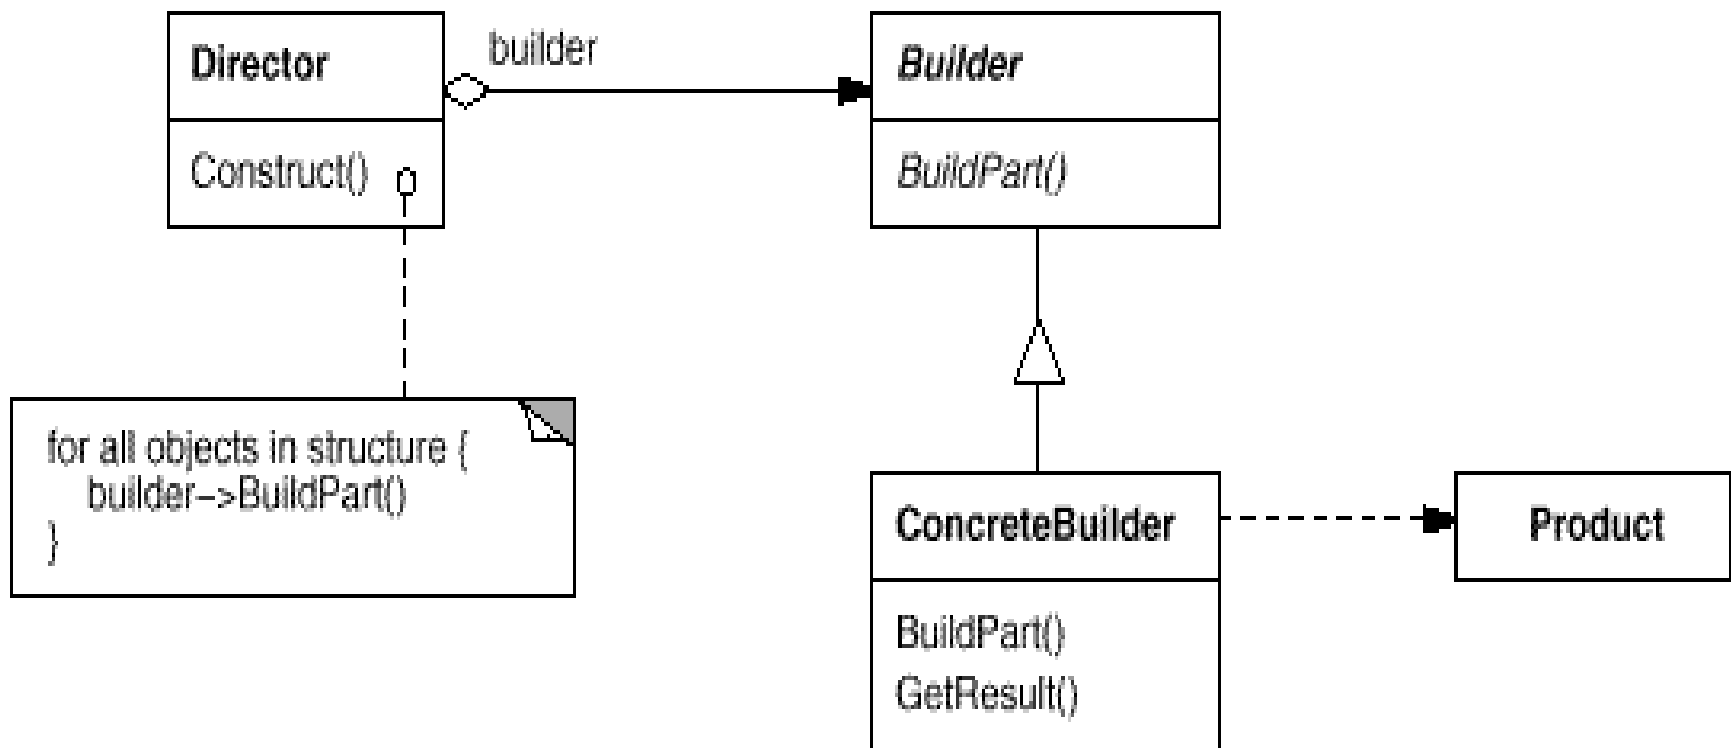 Director
builder
Builder
Construct()
BuildPart()
for all objects in structure {
builder->BuildPart()
}
ConcreteBuilder
Product
BuildPart()
GetResult()